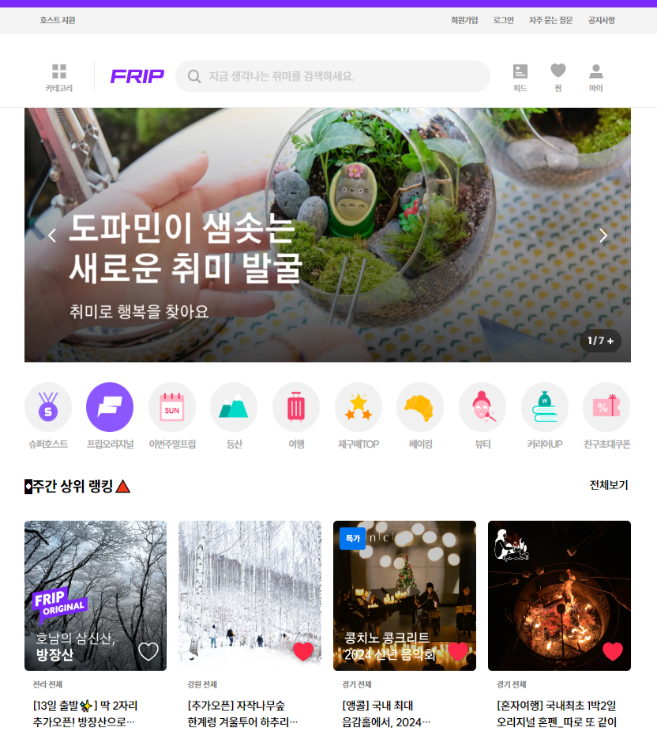 호스트 지원
회원가입 로그인 자주 묻는 질문 공지사항
카테고리
FRIP
지금 생각나는 취미를 검색하세요.
피드 찜 마이
도파민이 샘솟는
새로운 취미 발굴
취미로 행복을 찾아요
1/7 +
S
SUN
%
슈퍼호스트 프립오리지널 이번주말프립 등산 여행 재구매TOP 베이킹 뷰티 커리어UP 친구초대쿠폰
주간 상위 랭킹
전체보기
FRIP
ORIGINAL
호남의 삼신산,
방장산
특가
콩치노 콩크리트
2024 신년 음악회
전라 전체
강원 전체
경기 전체
경기 전체
[13일 출발] 딱 2자리
추가오픈! 방장산으로…
[추가오픈] 자작나무숲
한계령 겨울투어 하추리…
[앵콜] 국내 최대
음감홀에서, 2024…
[혼자여행] 국내최초 1박2일
오리지널 혼펜_따로 또 같이